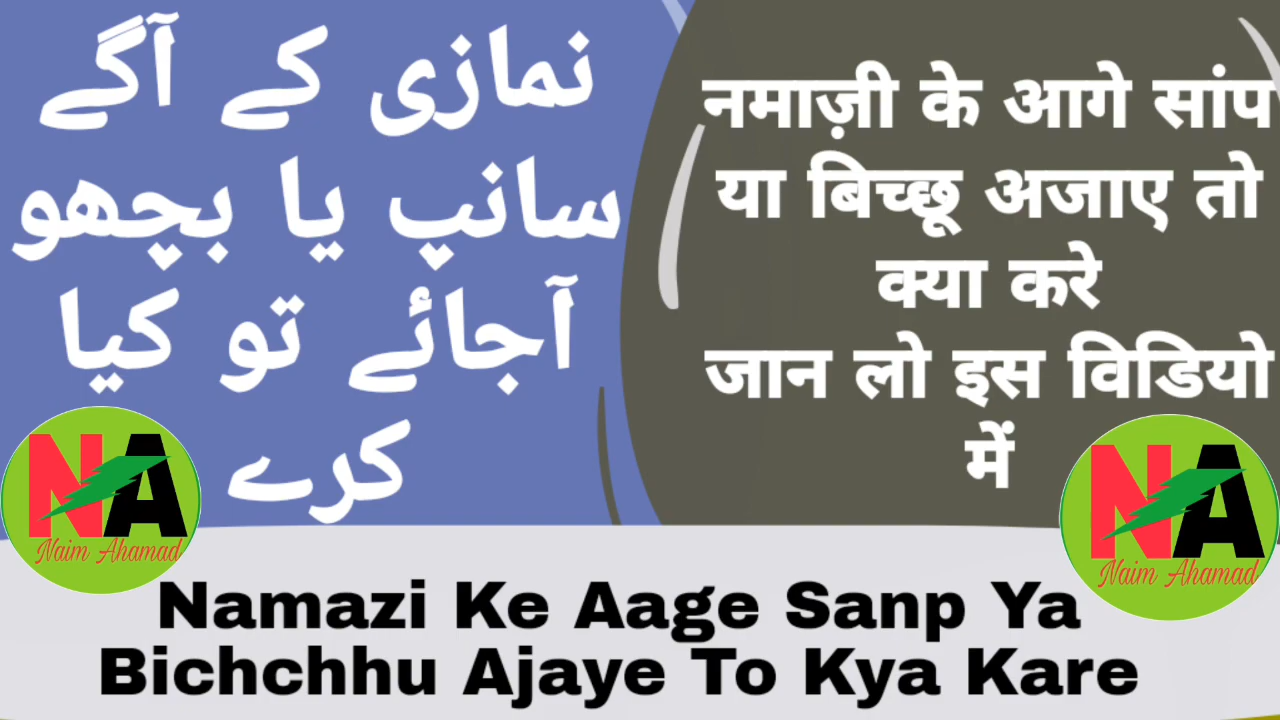 نمازی کے آگے
سانپ یا بچھو
آجائے تو کیا
کرے
नमाज़ी के आगे सांप
या बिच्छू अजाए तो
क्या करे
जान लो इस विडियो
में
NA
Naim Ahamad
NA
Naim Ahamad
Namazi Ke Aage Sanp Ya
Bichchhu Ajaye To Kya Kare